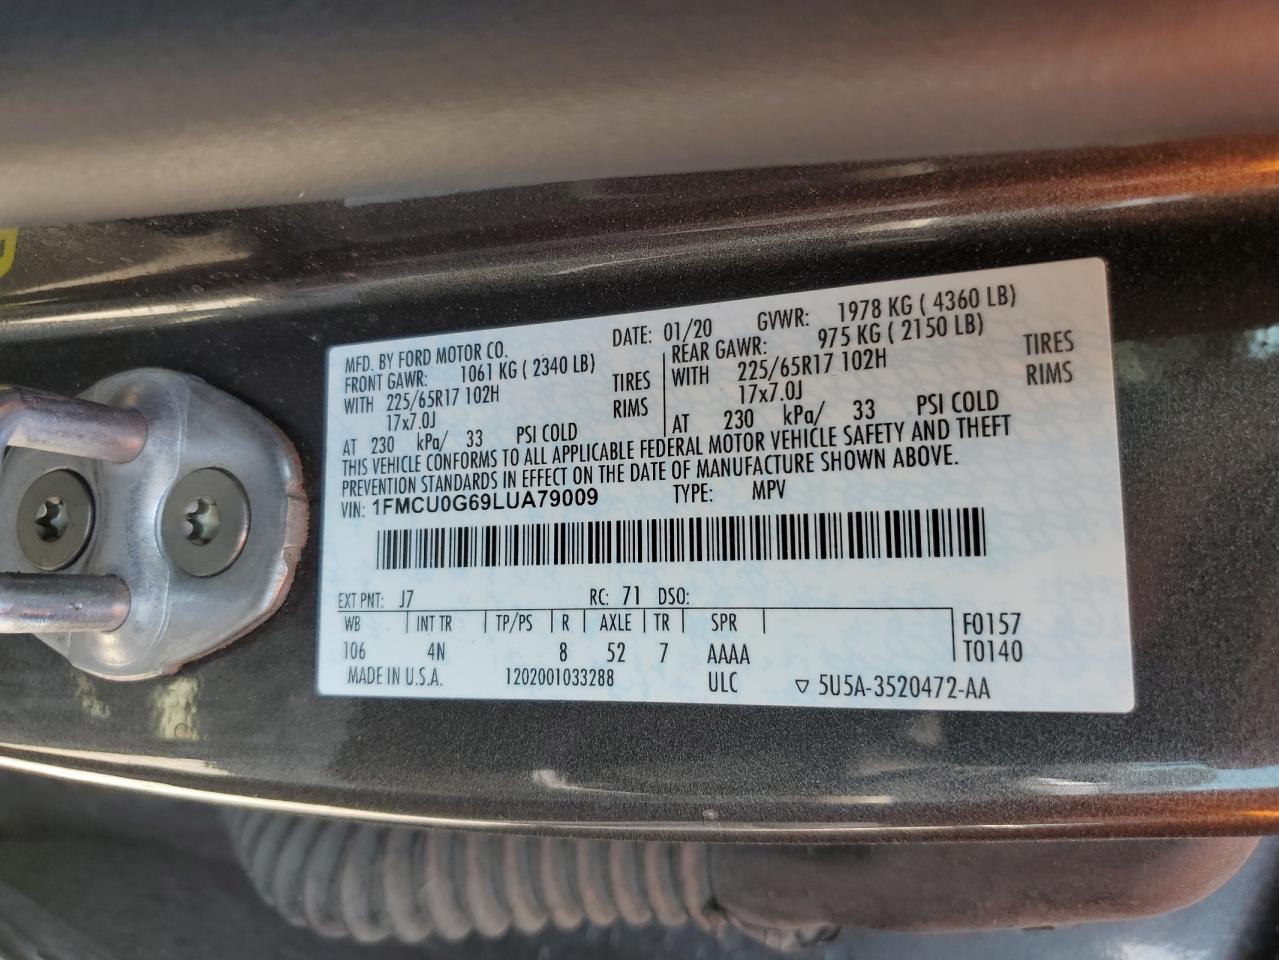 MFD. BY FORD MOTOR CO. DATE: 01/20 GVWR: 1978 KG ( 4360 LB)
FRONT GAWR: 1061 KG ( 2340 LB) REAR GAWR: 975 KG ( 2150 LB)
WITH 225/65R17 102H TIRES WITH 225/65R17 102H TIRES
17x7.0J RIMS 17x7.0J RIMS
AT 230 kPa/ 33 PSI COLD AT 230 kPa/ 33 PSI COLD
THIS VEHICLE CONFORMS TO ALL APPLICABLE FEDERAL MOTOR VEHICLE SAFETY AND THEFT
PREVENTION STANDARDS IN EFFECT ON THE DATE OF MANUFACTURE SHOWN ABOVE.
VIN: 1FMCU0G69LUA79009 TYPE: MPV
EXT PNT: J7 RC: 71 DSO:
WB INT TR TP/PS R AXLE TR SPR F0157
106 4N 8 52 7 AAAA T0140
MADE IN U.S.A. 1202001033288 ULC ▽ 5U5A-3520472-AA